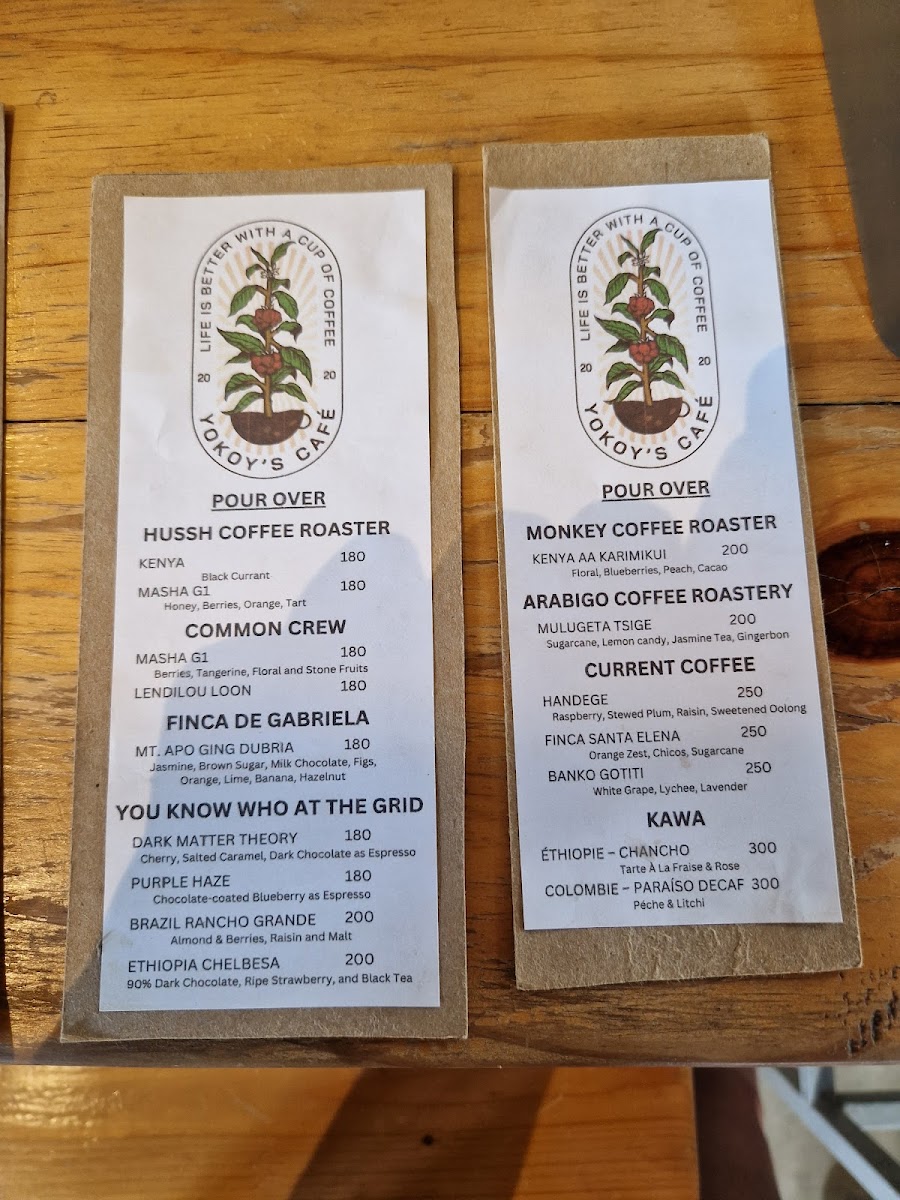 LIFE IS BETTER WITH A CUP OF COFFEE
20 20
YOKOY'S CAFÉ
POUR OVER
HUSSH COFFEE ROASTER
KENYA 180
Black Currant
MASHA G1 180
Honey, Berries, Orange, Tart
COMMON CREW
MASHA G1 180
Berries, Tangerine, Floral and Stone Fruits
LENDILOU LOON 180
FINCA DE GABRIELA
MT. APO GING DUBRIA 180
Jasmine, Brown Sugar, Milk Chocolate, Figs,
Orange, Lime, Banana, Hazelnut
YOU KNOW WHO AT THE GRID
DARK MATTER THEORY 180
Cherry, Salted Caramel, Dark Chocolate as Espresso
PURPLE HAZE 180
Chocolate-coated Blueberry as Espresso
BRAZIL RANCHO GRANDE 200
Almond & Berries, Raisin and Malt
ETHIOPIA CHELBESA 200
90% Dark Chocolate, Ripe Strawberry, and Black Tea
LIFE IS BETTER WITH A CUP OF COFFEE
20 20
YOKOY'S CAFÉ
POUR OVER
MONKEY COFFEE ROASTER
KENYA AA KARIMIKUI 200
Floral, Blueberries, Peach, Cacao
ARABIGO COFFEE ROASTERY
MULUGETA TSIGE 200
Sugarcane, Lemon candy, Jasmine Tea, Gingerbon
CURRENT COFFEE
HANDEGE 250
Raspberry, Stewed Plum, Raisin, Sweetened Oolong
FINCA SANTA ELENA 250
Orange Zest, Chicos, Sugarcane
BANKO GOTITI 250
White Grape, Lychee, Lavender
KAWA
ÉTHIOPIE – CHANCHO 300
Tarte À La Fraise & Rose
COLOMBIE – PARAÍSO DECAF 300
Péche & Litchi